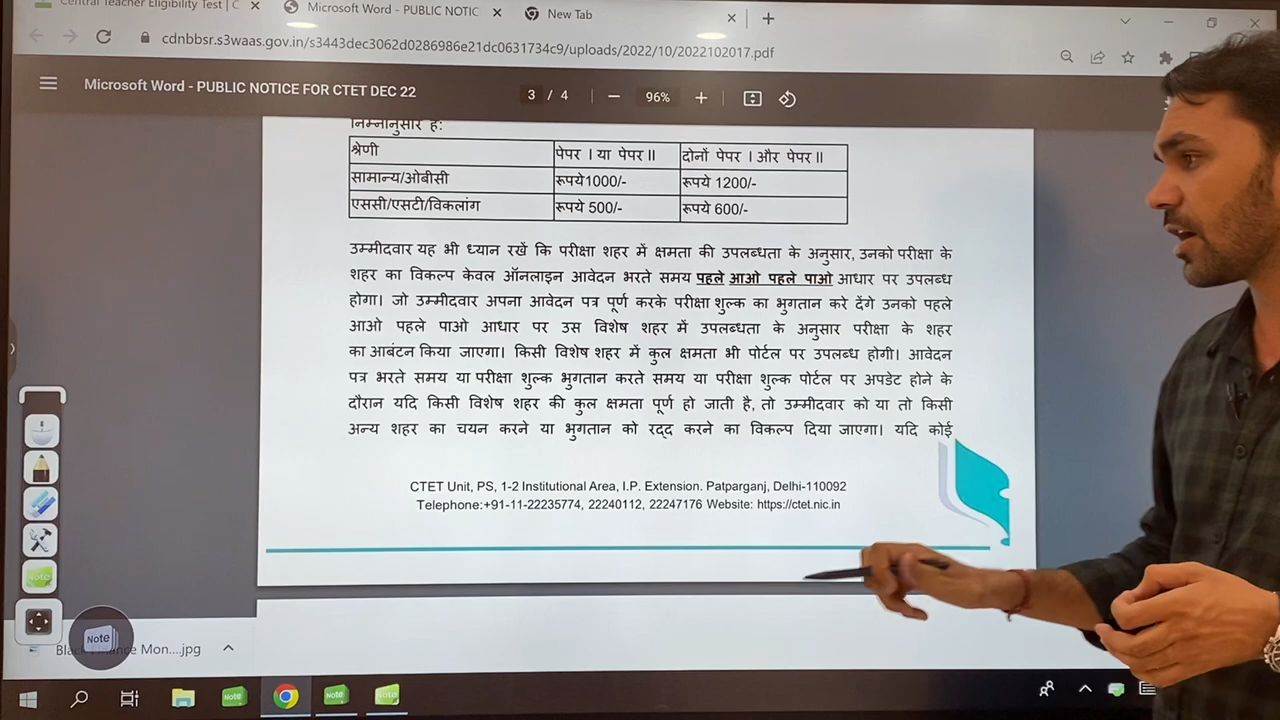 Central Teacher Eligibility Test | C
Microsoft Word - PUBLIC NOTIC
New Tab
cdnbbsr.s3waas.gov.in/s3443dec3062d0286986e21dc0631734c9/uploads/2022/10/2022102017.pdf
Microsoft Word - PUBLIC NOTICE FOR CTET DEC 22
3 / 4
96%
निम्नानुसार है:
श्रेणी पेपर I या पेपर II दोनों पेपर I और पेपर II
सामान्य/ओबीसी रूपये1000/- रूपये 1200/-
एससी/एसटी/विकलांग रूपये 500/- रूपये 600/-
उम्मीदवार यह भी ध्यान रखें कि परीक्षा शहर में क्षमता की उपलब्धता के अनुसार, उनको परीक्षा के
शहर का विकल्प केवल ऑनलाइन आवेदन भरते समय पहले आओ पहले पाओ आधार पर उपलब्ध
होगा। जो उम्मीदवार अपना आवेदन पत्र पूर्ण करके परीक्षा शुल्क का भुगतान करे देंगे उनको पहले
आओ पहले पाओ आधार पर उस विशेष शहर में उपलब्धता के अनुसार परीक्षा के शहर
का आबंटन किया जाएगा। किसी विशेष शहर में कुल क्षमता भी पोर्टल पर उपलब्ध होगी। आवेदन
पत्र भरते समय या परीक्षा शुल्क भुगतान करते समय या परीक्षा शुल्क पोर्टल पर अपडेट होने के
दौरान यदि किसी विशेष शहर की कुल क्षमता पूर्ण हो जाती है, तो उम्मीदवार को या तो किसी
अन्य शहर का चयन करने या भुगतान को रद्द करने का विकल्प दिया जाएगा। यदि कोई
CTET Unit, PS, 1-2 Institutional Area, I.P. Extension. Patparganj, Delhi-110092
Telephone:+91-11-22235774, 22240112, 22247176 Website: https://ctet.nic.in
Note
Note
Mon....jpg
Note
Note
Note